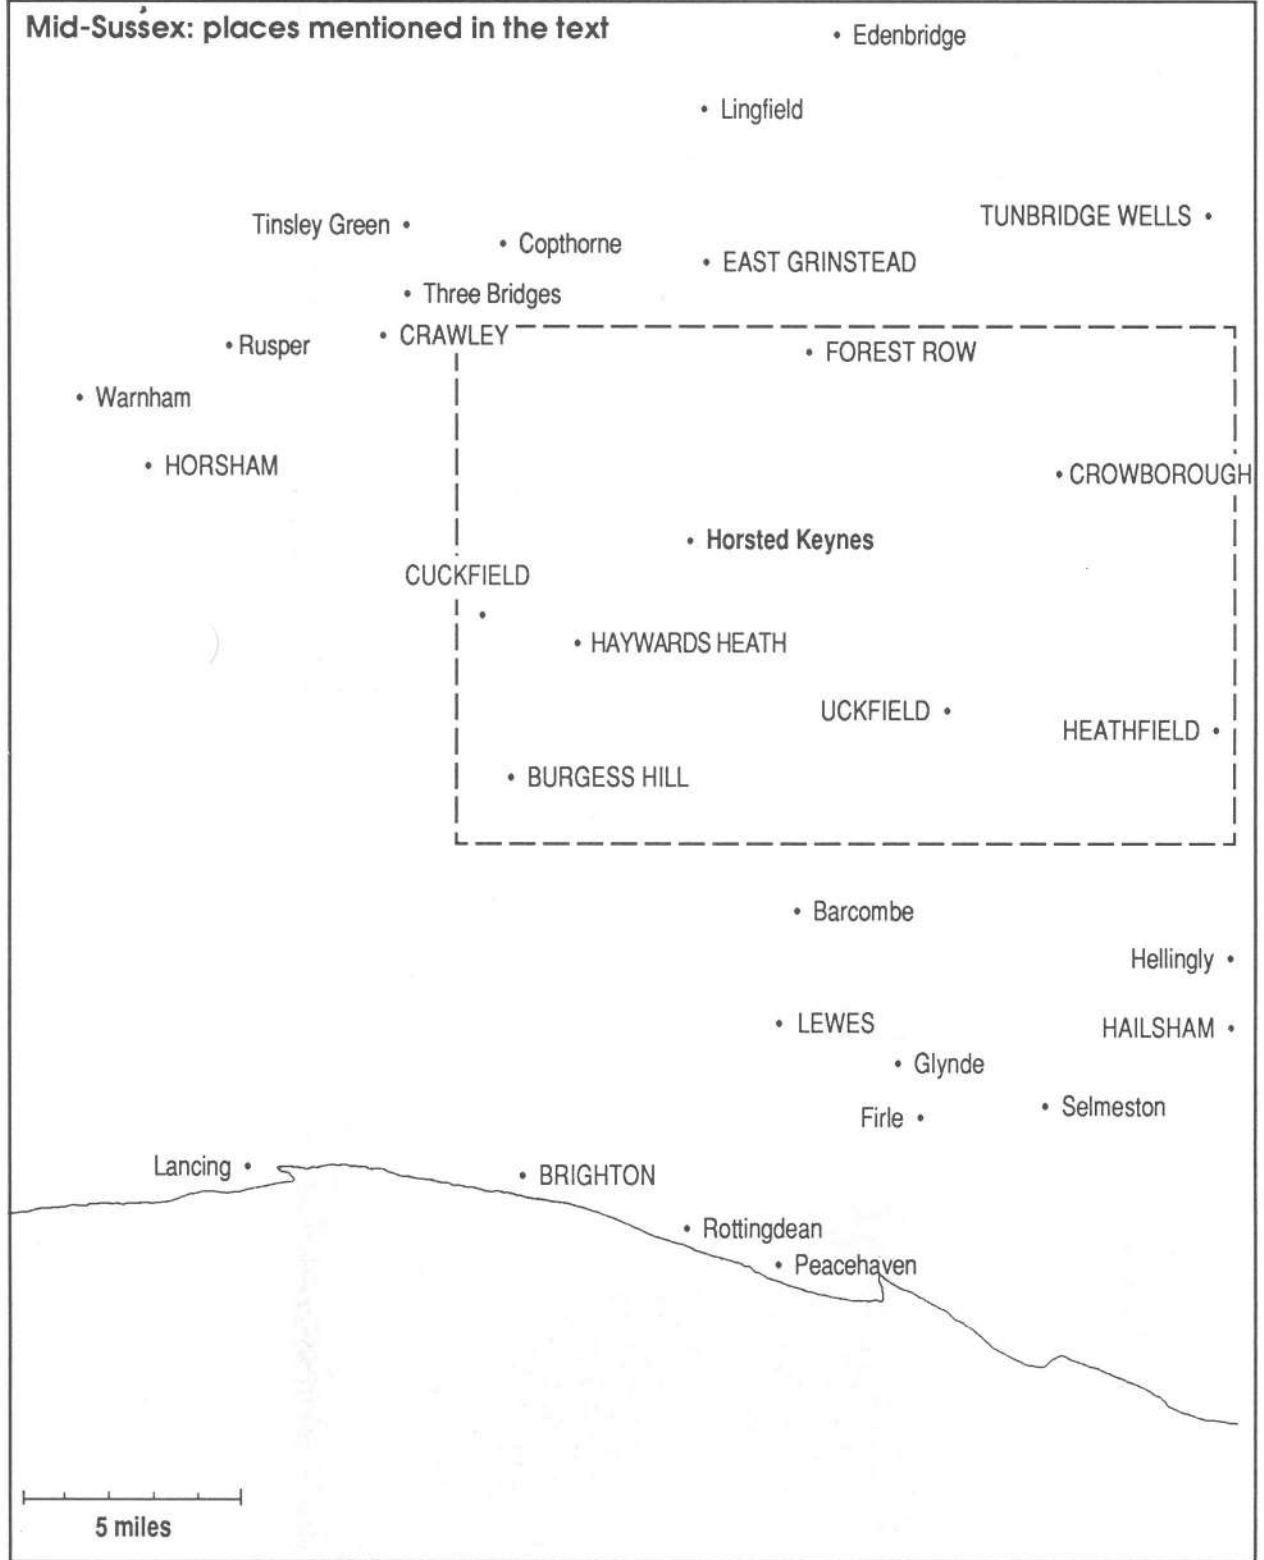 Mid-Sussex: places mentioned in the text
Edenbridge
Lingfield
TUNBRIDGE WELLS
Tinsley Green
Copthorne
EAST GRINSTEAD
Three Bridges
CRAWLEY
Rusper
FOREST ROW
Warnham
HORSHAM
CROWBOROUGH
Horsted Keynes
CUCKFIELD
HAYWARDS HEATH
UCKFIELD
HEATHFIELD
BURGESS HILL
Barcombe
Hellingly
LEWES
HAILSHAM
Glynde
Selmeston
Firle
Lancing
BRIGHTON
Rottingdean
Peacehaven
5 miles